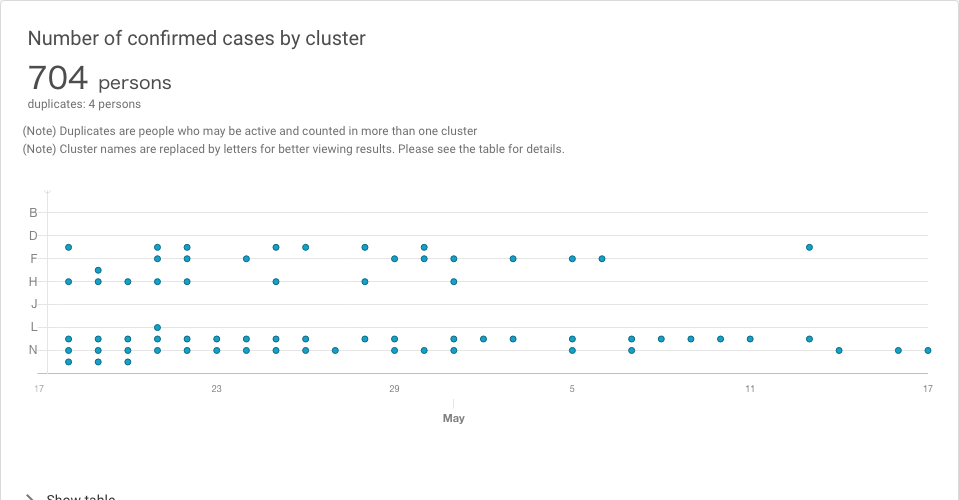 Number of confirmed cases by cluster
704 persons
duplicates: 4 persons
(Note) Duplicates are people who may be active and counted in more than one cluster
(Note) Cluster names are replaced by letters for better viewing results. Please see the table for details.
B
D
F
H
J
L
N
17 23 29 5 11 17
May
Show table